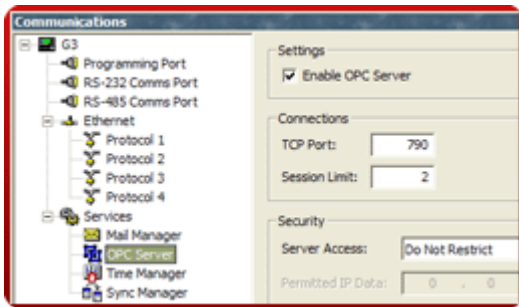 Communications
G3
Programming Port
RS-232 Comms Port
RS-485 Comms Port
Ethernet
Protocol 1
Protocol 2
Protocol 3
Protocol 4
Services
Mail Manager
OPC Server
Time Manager
Sync Manager
Settings
Enable OPC Server
Connections
TCP Port: 790
Session Limit: 2
Security
Server Access: Do Not Restrict
Permitted IP Data: 0 . 0